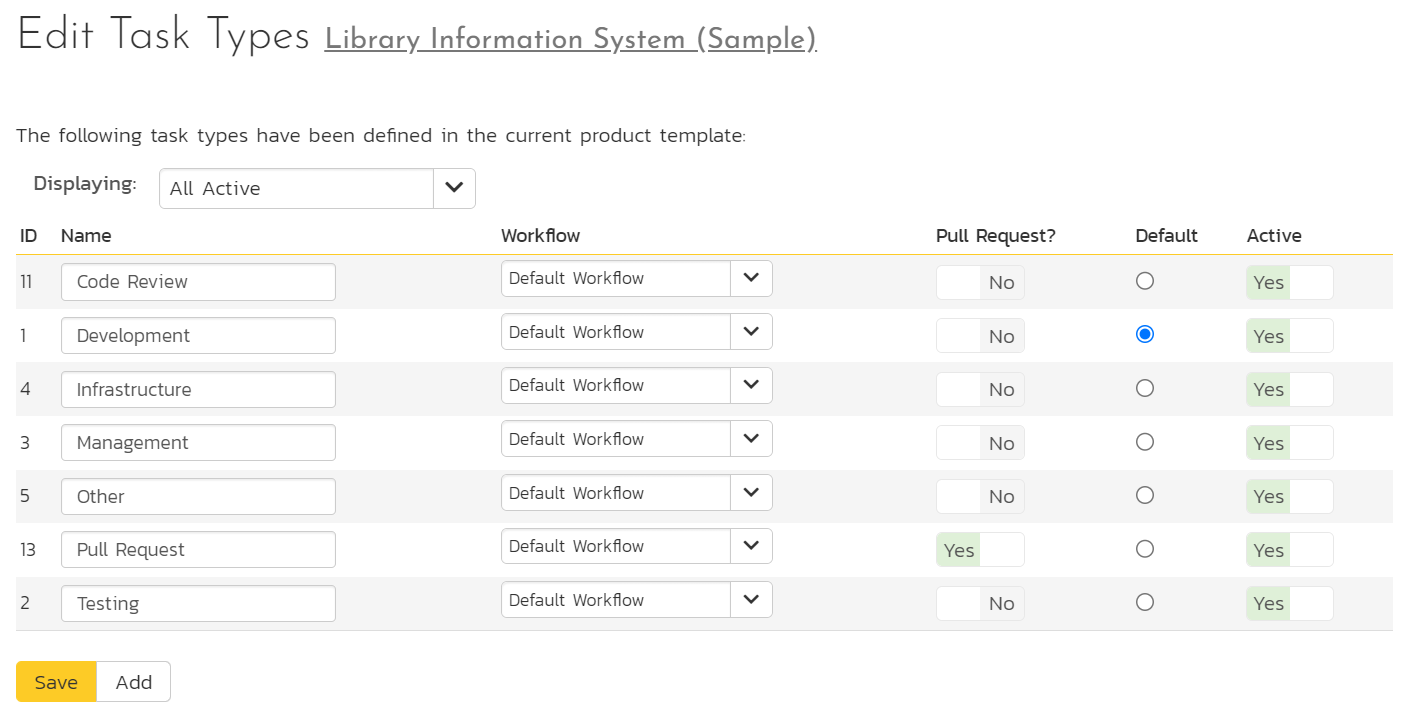 Edit Task Types Library Information System (Sample)
The following task types have been defined in the current product template:
Displaying: All Active
ID Name Workflow Pull Request? Default Active
11 Code Review Default Workflow No Yes
1 Development Default Workflow No Yes
4 Infrastructure Default Workflow No Yes
3 Management Default Workflow No Yes
5 Other Default Workflow No Yes
13 Pull Request Default Workflow Yes Yes
2 Testing Default Workflow No Yes
Save Add